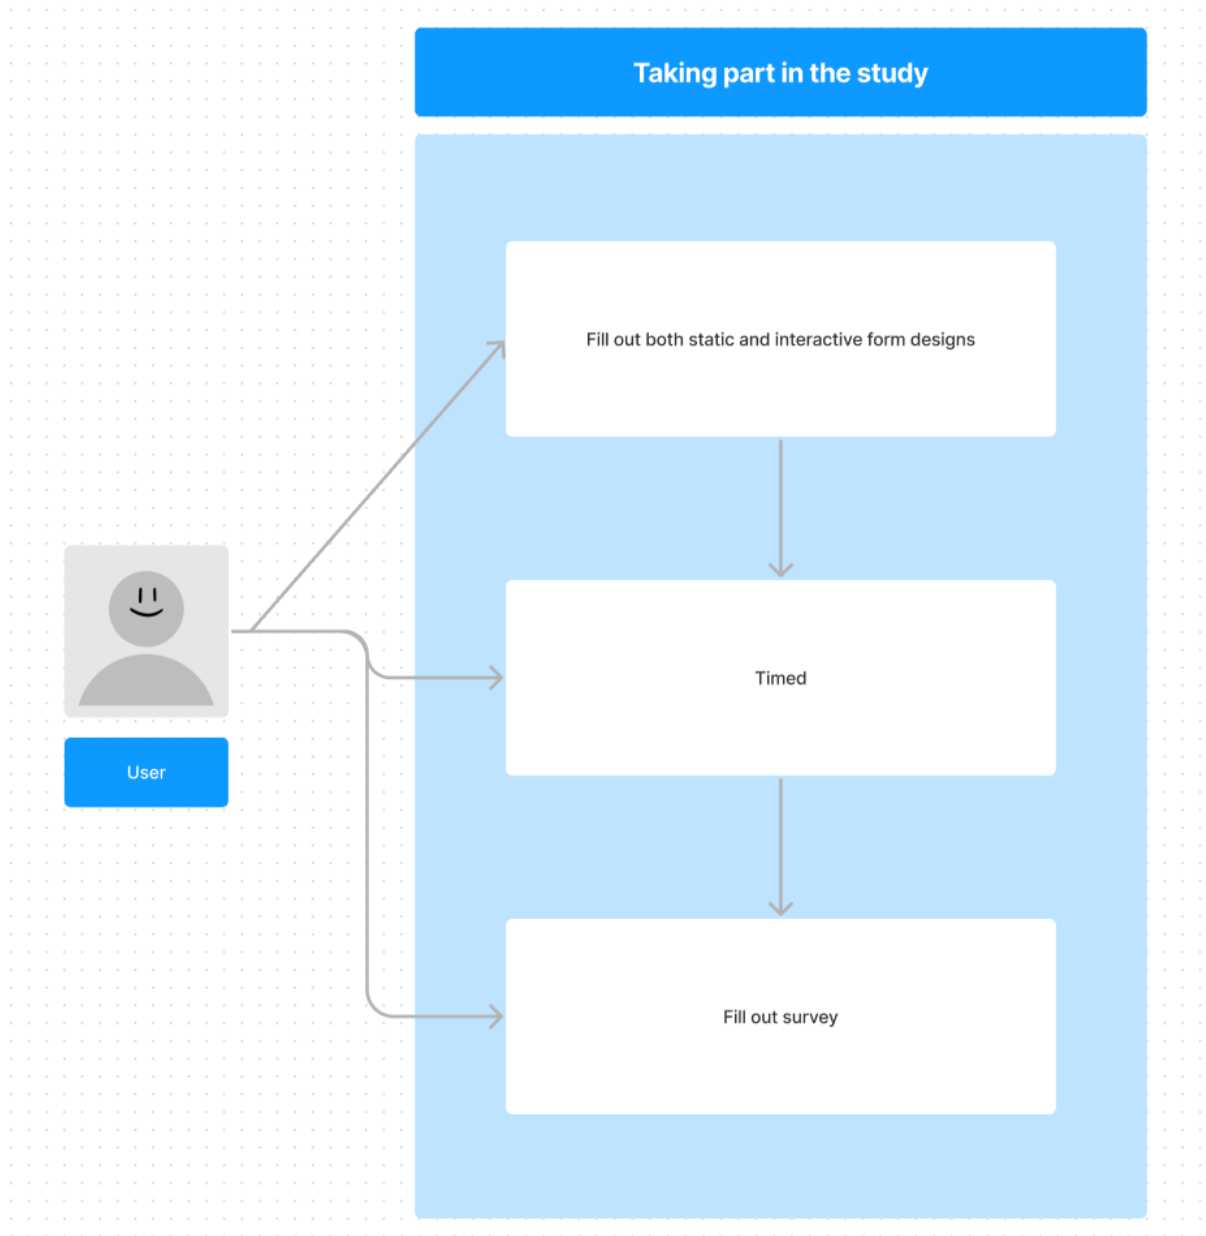 Taking part in the study
Fill out both static and interactive form designs
Timed
User
Fill out survey